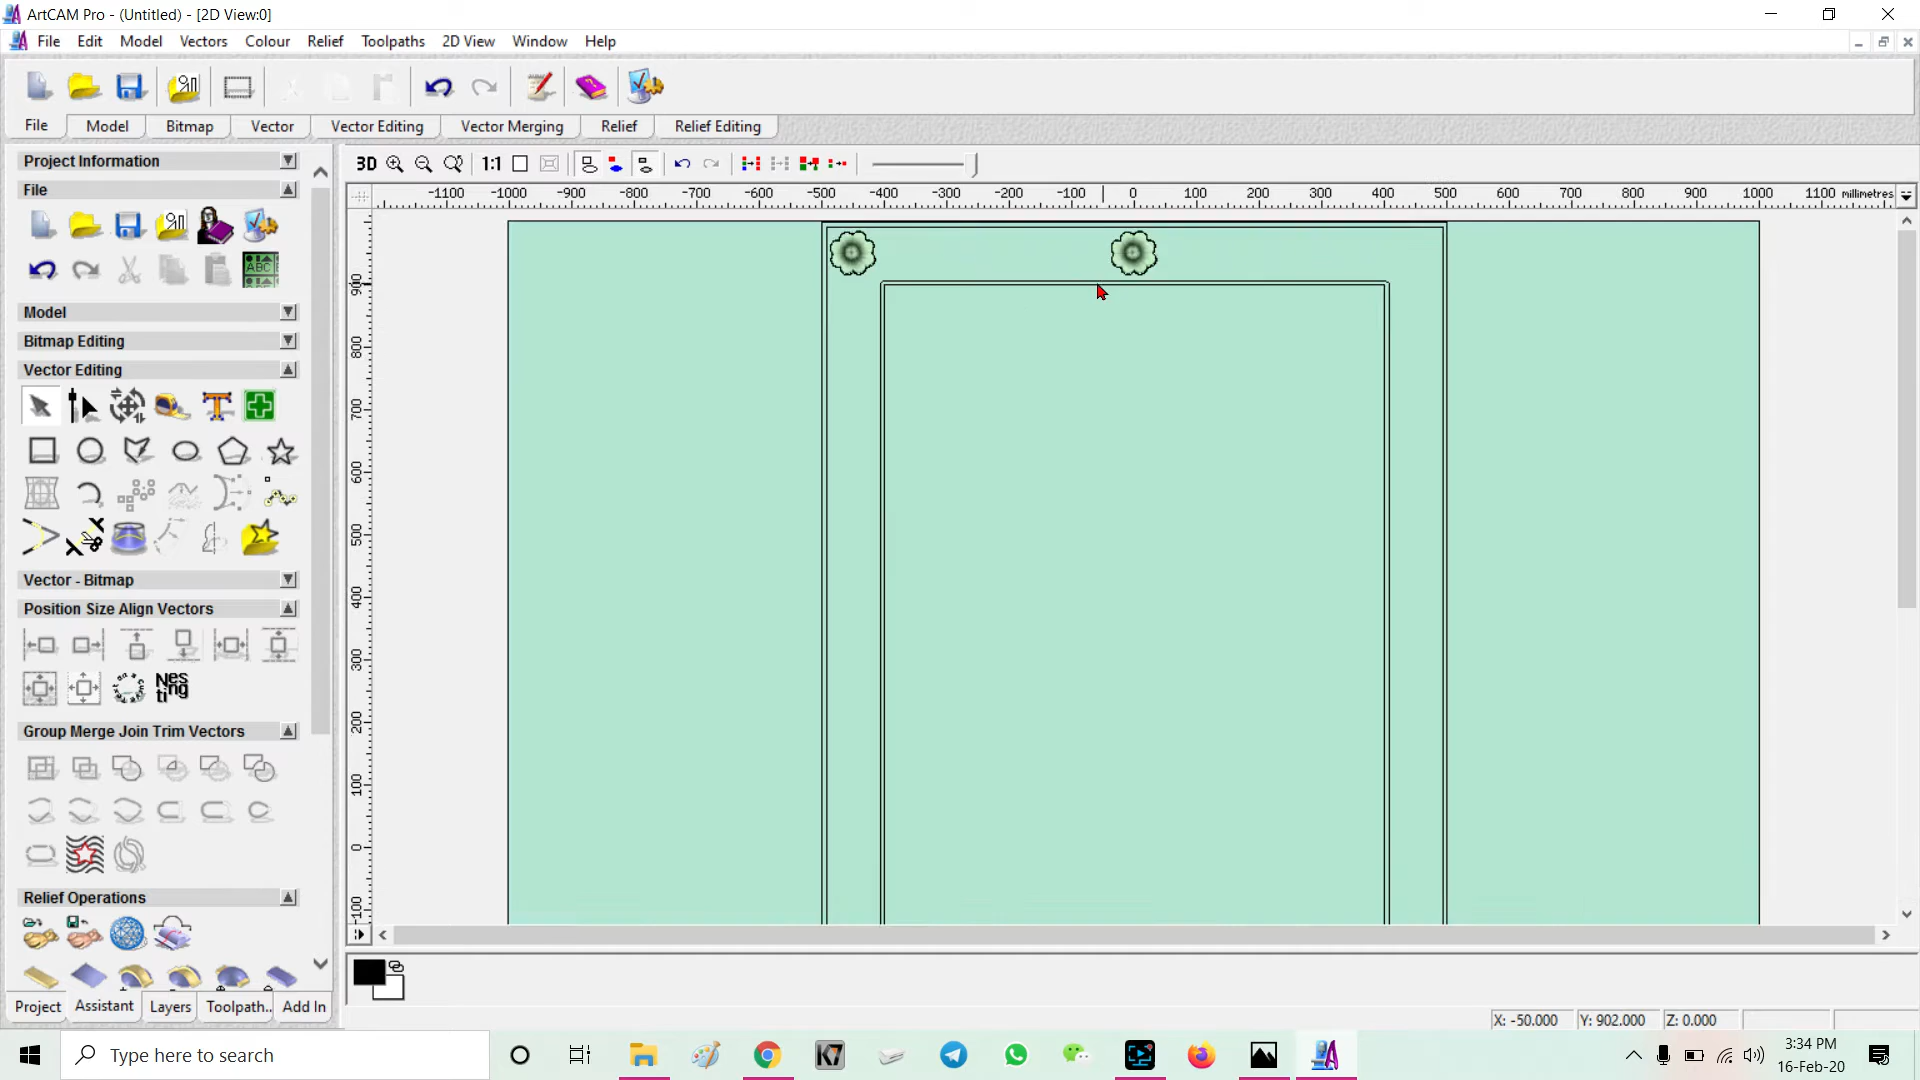 ArtCAM Pro - (Untitled) - [2D View:0]
File Edit Model Vectors Colour Relief Toolpaths 2D View Window Help
File Model Bitmap Vector Vector Editing Vector Merging Relief Relief Editing
Project Information
File
ABC
Model
Bitmap Editing
Vector Editing
Vector - Bitmap
Position Size Align Vectors
Nesting
Group Merge Join Trim Vectors
Relief Operations
Project Assistant Layers Toolpath.. Add In
3D 1:1
-1100 -1000 -900 -800 -700 -600 -500 -400 -300 -200 -100 0 100 200 300 400 500 600 700 800 900 1000 1100 millimetres
900
800
700
600
500
400
300
200
100
0
-100
X: -50.000 Y: 902.000 Z: 0.000
Type here to search
K7
3:34 PM
16-Feb-20